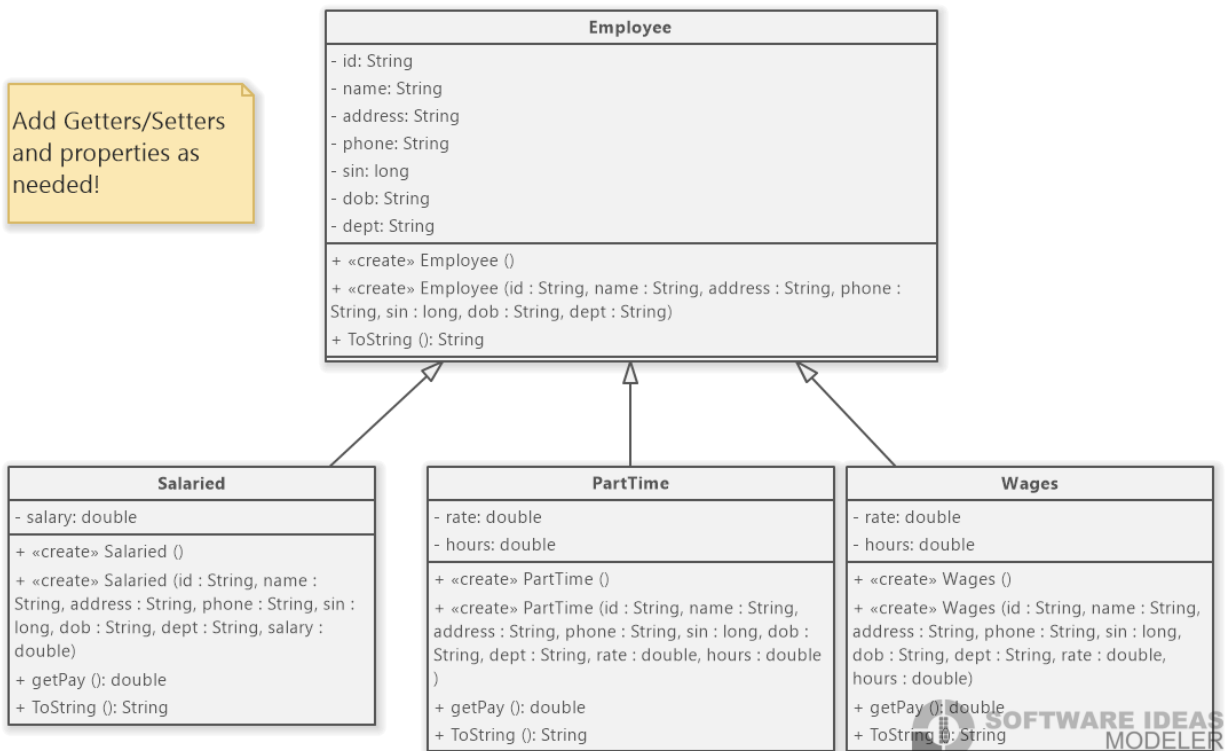 Employee
- id: String
- name: String
- address: String
- phone: String
- sin: long
- dob: String
- dept: String
+ «create» Employee ()
+ «create» Employee (id : String, name : String, address : String, phone :
String, sin : long, dob : String, dept : String)
+ ToString (): String
Add Getters/Setters
and properties as
needed!
Salaried
- salary: double
+ «create» Salaried ()
+ «create» Salaried (id : String, name :
String, address : String, phone : String, sin :
long, dob : String, dept : String, salary :
double)
+ getPay (): double
+ ToString (): String
PartTime
- rate: double
- hours: double
+ «create» PartTime ()
+ «create» PartTime (id : String, name : String,
address : String, phone : String, sin : long, dob :
String, dept : String, rate : double, hours : double
)
+ getPay (): double
+ ToString (): String
Wages
- rate: double
- hours: double
+ «create» Wages ()
+ «create» Wages (id : String, name : String,
address : String, phone : String, sin : long,
dob : String, dept : String, rate : double,
hours : double)
+ getPay (): double
+ ToString (): String
SOFTWARE IDEAS
MODELER